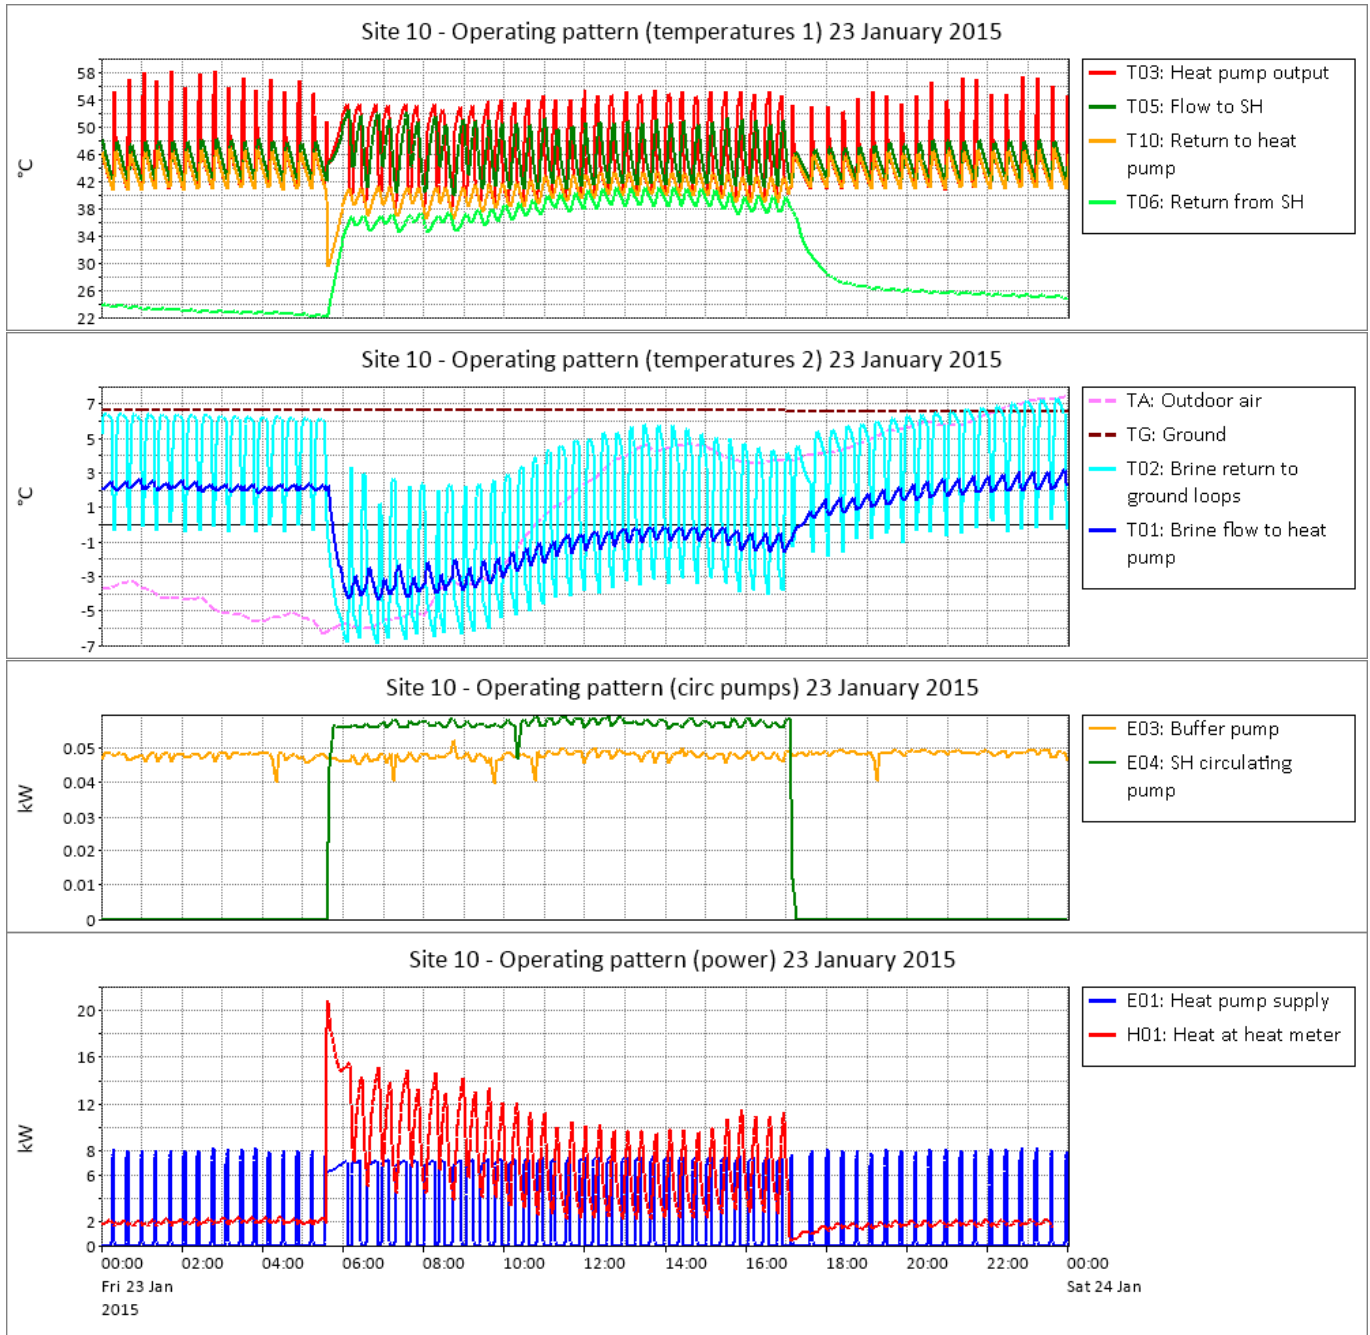 Site 10 - Operating pattern (temperatures 1) 23 January 2015
°C
58
54
50
46
42
38
34
30
26
22
T03: Heat pump output
T05: Flow to SH
T10: Return to heat
pump
T06: Return from SH
Site 10 - Operating pattern (temperatures 2) 23 January 2015
°C
7
5
3
1
-1
-3
-5
-7
TA: Outdoor air
TG: Ground
T02: Brine return to
ground loops
T01: Brine flow to heat
pump
Site 10 - Operating pattern (circ pumps) 23 January 2015
kW
0.05
0.04
0.03
0.02
0.01
0
E03: Buffer pump
E04: SH circulating
pump
Site 10 - Operating pattern (power) 23 January 2015
kW
20
16
12
8
6
2
0
E01: Heat pump supply
H01: Heat at heat meter
00:00 02:00 04:00 06:00 08:00 10:00 12:00 14:00 16:00 18:00 20:00 22:00 00:00
Fri 23 Jan Sat 24 Jan
2015